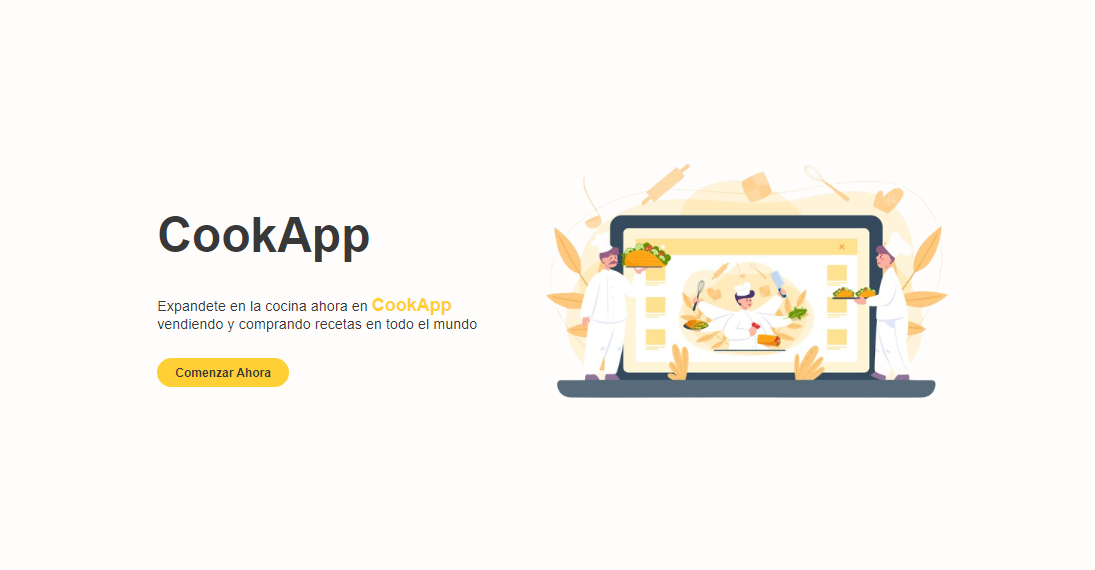 CookApp
Expandete en la cocina ahora en CookApp
vendiendo y comprando recetas en todo el mundo
Comenzar Ahora